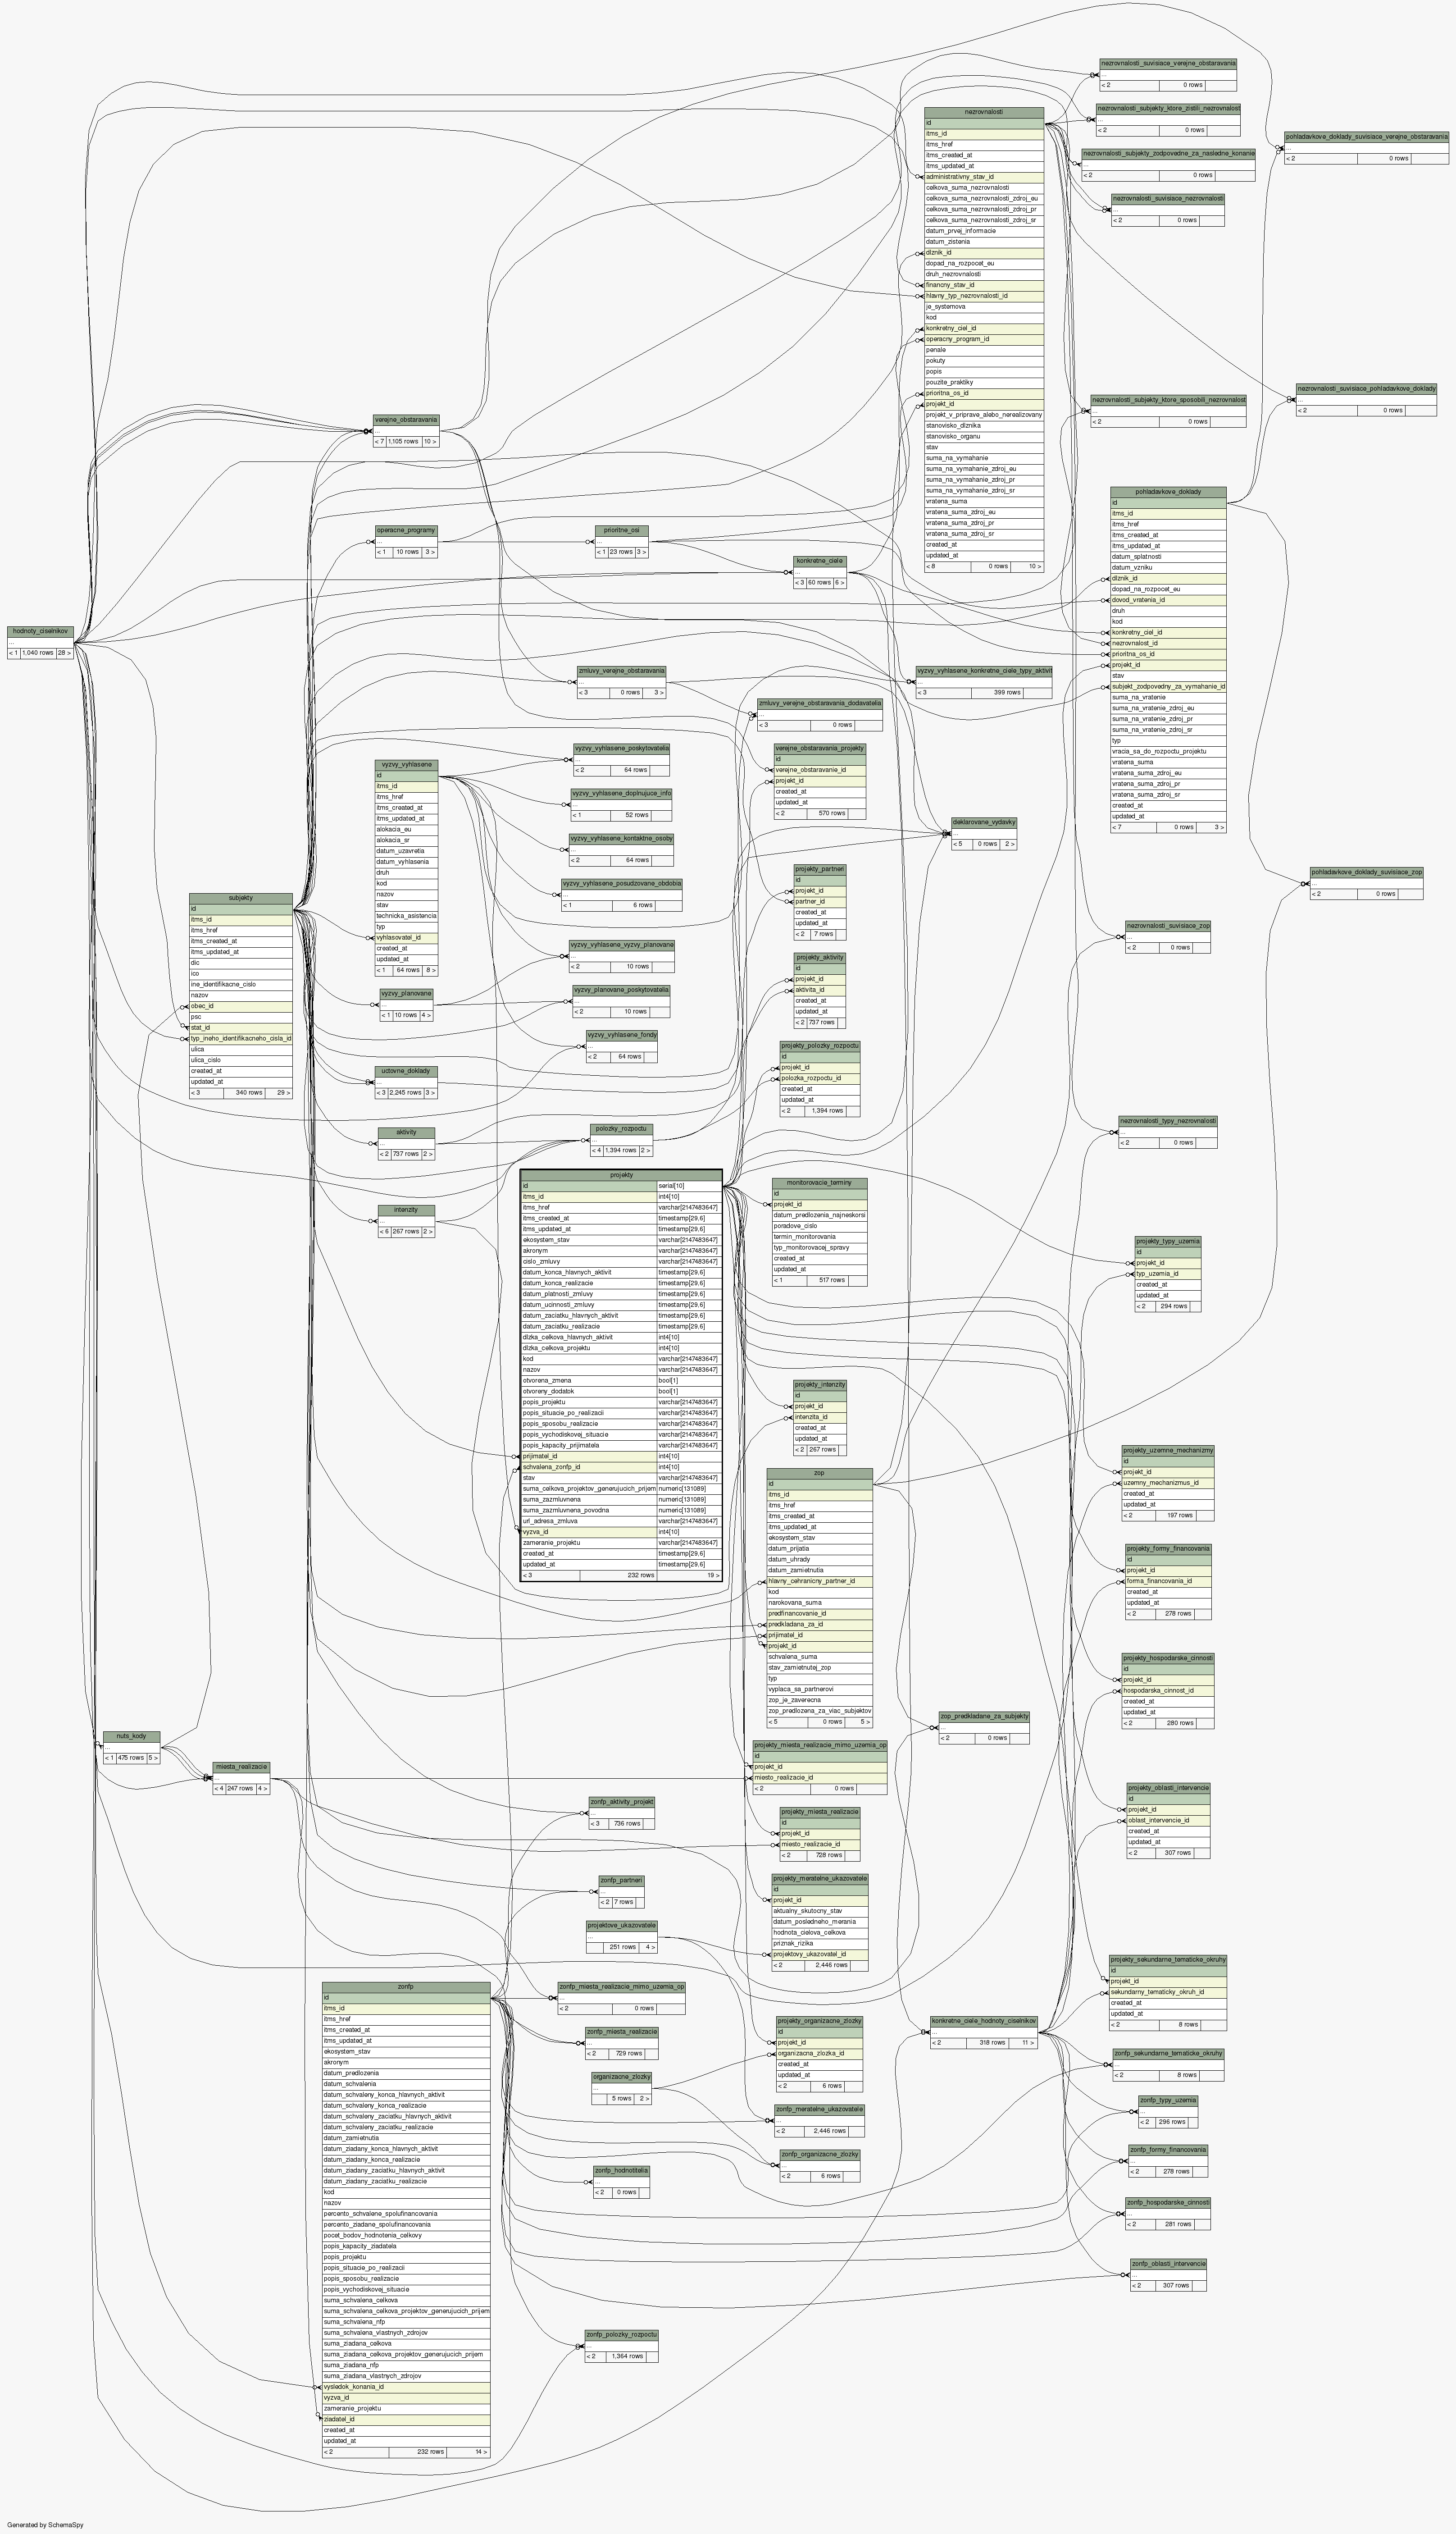 nezrovnalosti_suvisiace_verejne_obstaravania
...
< 2 0 rows
nezrovnalosti_subjekty_ktore_zistili_nezrovnalost
...
< 2 0 rows
pohladavkove_doklady_suvisiace_verejne_obstaravania
...
< 2 0 rows
nezrovnalosti_subjekty_zodpovedne_za_nasledne_konanie
...
< 2 0 rows
nezrovnalosti_suvisiace_nezrovnalosti
...
< 2 0 rows
nezrovnalosti
id
itms_id
itms_href
itms_created_at
itms_updated_at
administrativny_stav_id
celkova_suma_nezrovnalosti
celkova_suma_nezrovnalosti_zdroj_eu
celkova_suma_nezrovnalosti_zdroj_pr
celkova_suma_nezrovnalosti_zdroj_sr
datum_prvej_informacie
datum_zistenia
dlznik_id
dopad_na_rozpocet_eu
druh_nezrovnalosti
financny_stav_id
hlavny_typ_nezrovnalosti_id
je_systemova
kod
konkretny_ciel_id
operacny_program_id
penale
pokuty
popis
pouzite_praktiky
prioritna_os_id
projekt_id
projekt_v_priprave_alebo_nerealizovany
stanovisko_dlznika
stanovisko_organu
stav
suma_na_vymahanie
suma_na_vymahanie_zdroj_eu
suma_na_vymahanie_zdroj_pr
suma_na_vymahanie_zdroj_sr
vratena_suma
vratena_suma_zdroj_eu
vratena_suma_zdroj_pr
vratena_suma_zdroj_sr
created_at
updated_at
< 8 0 rows 10 >
nezrovnalosti_suvisiace_pohladavkove_doklady
...
< 2 0 rows
nezrovnalosti_subjekty_ktore_sposobili_nezrovnalost
...
< 2 0 rows
verejne_obstaravania
...
< 7 1,105 rows 10 >
operacne_programy
...
< 1 10 rows 3 >
prioritne_osi
...
< 1 23 rows 3 >
konkretne_ciele
...
< 3 60 rows 6 >
pohladavkove_doklady
id
itms_id
itms_href
itms_created_at
itms_updated_at
datum_splatnosti
datum_vzniku
dlznik_id
dopad_na_rozpocet_eu
dovod_vratenia_id
druh
kod
konkretny_ciel_id
nezrovnalost_id
prioritna_os_id
projekt_id
stav
subjekt_zodpovedny_za_vymahanie_id
suma_na_vratenie
suma_na_vratenie_zdroj_eu
suma_na_vratenie_zdroj_pr
suma_na_vratenie_zdroj_sr
typ
vracia_sa_do_rozpoctu_projektu
vratena_suma
vratena_suma_zdroj_eu
vratena_suma_zdroj_pr
vratena_suma_zdroj_sr
created_at
updated_at
< 7 0 rows 3 >
hodnoty_ciselnikov
...
< 1 1,040 rows 28 >
zmluvy_verejne_obstaravania
...
< 3 0 rows 3 >
vyzvy_vyhlasene_konkretne_ciele_typy_aktivit
...
< 3 399 rows
zmluvy_verejne_obstaravania_dodavatelia
...
< 3 0 rows
vyzvy_vyhlasene
id
itms_id
itms_href
itms_created_at
itms_updated_at
alokacia_eu
alokacia_sr
datum_uzavretia
datum_vyhlasenia
druh
kod
nazov
stav
technicka_asistencia
typ
vyhlasovatel_id
created_at
updated_at
< 1 64 rows 8 >
vyzvy_vyhlasene_poskytovatelia
...
< 2 64 rows
vyzvy_vyhlasene_doplnujuce_info
...
< 1 52 rows
vyzvy_vyhlasene_kontaktne_osoby
...
< 2 64 rows
vyzvy_vyhlasene_posudzovane_obdobia
...
< 1 6 rows
verejne_obstaravania_projekty
id
verejne_obstaravanie_id
projekt_id
created_at
updated_at
< 2 570 rows
deklarovane_vydavky
...
< 5 0 rows 2 >
projekty_partneri
id
projekt_id
partner_id
created_at
updated_at
< 2 7 rows
pohladavkove_doklady_suvisiace_zop
...
< 2 0 rows
subjekty
id
itms_id
itms_href
itms_created_at
itms_updated_at
dic
ico
ine_identifikacne_cislo
nazov
obec_id
psc
stat_id
typ_ineho_identifikacneho_cisla_id
ulica
ulica_cislo
created_at
updated_at
< 3 340 rows 29 >
nezrovnalosti_suvisiace_zop
...
< 2 0 rows
vyzvy_vyhlasene_vyzvy_planovane
...
< 2 10 rows
projekty_aktivity
id
projekt_id
aktivita_id
created_at
updated_at
< 2 737 rows
vyzvy_planovane
...
< 1 10 rows 4 >
vyzvy_planovane_poskytovatelia
...
< 2 10 rows
vyzvy_vyhlasene_fondy
...
< 2 64 rows
projekty_polozky_rozpoctu
id
projekt_id
polozka_rozpoctu_id
created_at
updated_at
< 2 1,394 rows
uctovne_doklady
...
< 3 2,245 rows 3 >
nezrovnalosti_typy_nezrovnalosti
...
< 2 0 rows
aktivity
...
< 2 737 rows 2 >
polozky_rozpoctu
...
< 4 1,394 rows 2 >
intenzity
...
< 6 267 rows 2 >
projekty
id serial[10]
itms_id int4[10]
itms_href varchar[2147483647]
itms_created_at timestamp[29,6]
itms_updated_at timestamp[29,6]
ekosystem_stav varchar[2147483647]
akronym varchar[2147483647]
cislo_zmluvy varchar[2147483647]
datum_konca_hlavnych_aktivit timestamp[29,6]
datum_konca_realizacie timestamp[29,6]
datum_platnosti_zmluvy timestamp[29,6]
datum_ucinnosti_zmluvy timestamp[29,6]
datum_zaciatku_hlavnych_aktivit timestamp[29,6]
datum_zaciatku_realizacie timestamp[29,6]
dlzka_celkova_hlavnych_aktivit int4[10]
dlzka_celkova_projektu int4[10]
kod varchar[2147483647]
nazov varchar[2147483647]
otvorena_zmena bool[1]
otvoreny_dodatok bool[1]
popis_projektu varchar[2147483647]
popis_situacie_po_realizacii varchar[2147483647]
popis_sposobu_realizacie varchar[2147483647]
popis_vychodiskovej_situacie varchar[2147483647]
popis_kapacity_prijimatela varchar[2147483647]
prijimatel_id int4[10]
schvalena_zonfp_id int4[10]
stav varchar[2147483647]
suma_celkova_projektov_generujucich_prijem numeric[131089]
suma_zazmluvnena numeric[131089]
suma_zazmluvnena_povodna numeric[131089]
url_adresa_zmluva varchar[2147483647]
vyzva_id int4[10]
zameranie_projektu varchar[2147483647]
created_at timestamp[29,6]
updated_at timestamp[29,6]
< 3 232 rows 19 >
monitorovacie_terminy
id
projekt_id
datum_predlozenia_najneskorsi
poradove_cislo
termin_monitorovania
typ_monitorovacej_spravy
created_at
updated_at
< 1 517 rows
projekty_typy_uzemia
id
projekt_id
typ_uzemia_id
created_at
updated_at
< 2 294 rows
projekty_intenzity
id
projekt_id
intenzita_id
created_at
updated_at
< 2 267 rows
projekty_uzemne_mechanizmy
id
projekt_id
uzemny_mechanizmus_id
created_at
updated_at
< 2 197 rows
zop
id
itms_id
itms_href
itms_created_at
itms_updated_at
ekosystem_stav
datum_prijatia
datum_uhrady
datum_zamietnutia
hlavny_cehranicny_partner_id
kod
narokovana_suma
predfinancovanie_id
predkladana_za_id
prijimatel_id
projekt_id
schvalena_suma
stav_zamietnutej_zop
typ
vyplaca_sa_partnerovi
zop_je_zaverecna
zop_predlozena_za_viac_subjektov
< 5 0 rows 5 >
projekty_formy_financovania
id
projekt_id
forma_financovania_id
created_at
updated_at
< 2 278 rows
projekty_hospodarske_cinnosti
id
projekt_id
hospodarska_cinnost_id
created_at
updated_at
< 2 280 rows
zop_predkladane_za_subjekty
...
< 2 0 rows
nuts_kody
...
< 1 475 rows 5 >
miesta_realizacie
...
< 4 247 rows 4 >
projekty_miesta_realizacie_mimo_uzemia_op
id
projekt_id
miesto_realizacie_id
< 2 0 rows
projekty_oblasti_intervencie
id
projekt_id
oblast_intervencie_id
created_at
updated_at
< 2 307 rows
zonfp_aktivity_projekt
...
< 3 736 rows
projekty_miesta_realizacie
id
projekt_id
miesto_realizacie_id
< 2 728 rows
zonfp_partneri
...
< 2 7 rows
projekty_meratelne_ukazovatele
id
projekt_id
aktualny_skutocny_stav
datum_posledneho_merania
hodnota_cielova_celkova
priznak_rizika
projektovy_ukazovatel_id
< 2 2,446 rows
projektove_ukazovatele
...
251 rows 4 >
projekty_sekundarne_tematicke_okruhy
id
projekt_id
sekundarny_tematicky_okruh_id
created_at
updated_at
< 2 8 rows
zonfp
id
itms_id
itms_href
itms_created_at
itms_updated_at
ekosystem_stav
akronym
datum_predlozenia
datum_schvalenia
datum_schvaleny_konca_hlavnych_aktivit
datum_schvaleny_konca_realizacie
datum_schvaleny_zaciatku_hlavnych_aktivit
datum_schvaleny_zaciatku_realizacie
datum_zamietnutia
datum_ziadany_konca_hlavnych_aktivit
datum_ziadany_konca_realizacie
datum_ziadany_zaciatku_hlavnych_aktivit
datum_ziadany_zaciatku_realizacie
kod
nazov
percento_schvalene_spolufinancovania
percento_ziadane_spolufinancovania
pocet_bodov_hodnotenia_celkovy
popis_kapacity_ziadatela
popis_projektu
popis_situacie_po_realizacii
popis_sposobu_realizacie
popis_vychodiskovej_situacie
suma_schvalena_celkova
suma_schvalena_celkova_projektov_generujucich_prijem
suma_schvalena_nfp
suma_schvalena_vlastnych_zdrojov
suma_ziadana_celkova
suma_ziadana_celkova_projektov_generujucich_prijem
suma_ziadana_nfp
suma_ziadana_vlastnych_zdrojov
vysledok_konania_id
vyzva_id
zameranie_projektu
ziadatel_id
created_at
updated_at
< 2 232 rows 14 >
zonfp_miesta_realizacie_mimo_uzemia_op
...
< 2 0 rows
zonfp_miesta_realizacie
...
< 2 729 rows
projekty_organizacne_zlozky
id
projekt_id
organizacna_zlozka_id
created_at
updated_at
< 2 6 rows
konkretne_ciele_hodnoty_ciselnikov
...
< 2 318 rows 11 >
organizacne_zlozky
...
5 rows 2 >
zonfp_sekundarne_tematicke_okruhy
...
< 2 8 rows
zonfp_typy_uzemia
...
< 2 296 rows
zonfp_meratelne_ukazovatele
...
< 2 2,446 rows
zonfp_formy_financovania
...
< 2 278 rows
zonfp_organizacne_zlozky
...
< 2 6 rows
zonfp_hodnotitelia
...
< 2 0 rows
zonfp_hospodarske_cinnosti
...
< 2 281 rows
zonfp_oblasti_intervencie
...
< 2 307 rows
zonfp_polozky_rozpoctu
...
< 2 1,364 rows
Generated by SchemaSpy